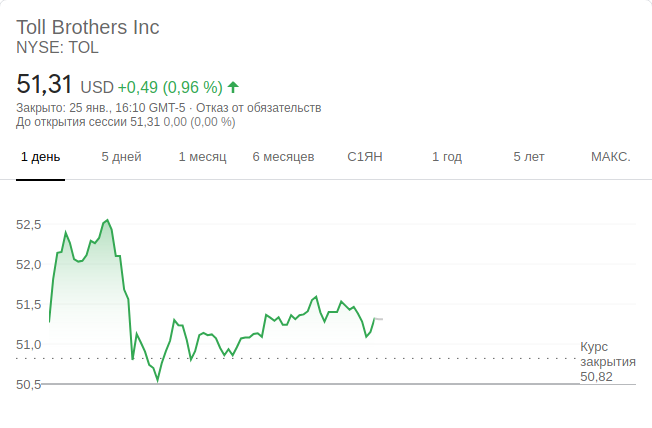 Toll Brothers Inc
NYSE: TOL
51,31 USD +0,49 (0,96 %)
Закрыто: 25 янв., 16:10 GMT-5 · Отказ от обязательств
До открытия сессии 51,31 0,00 (0,00 %)
1 день 5 дней 1 месяц 6 месяцев С1ЯН 1 год 5 лет МАКС.
52,5
52,0
51,5
51,0
50,5
Курс
закрытия
50,82